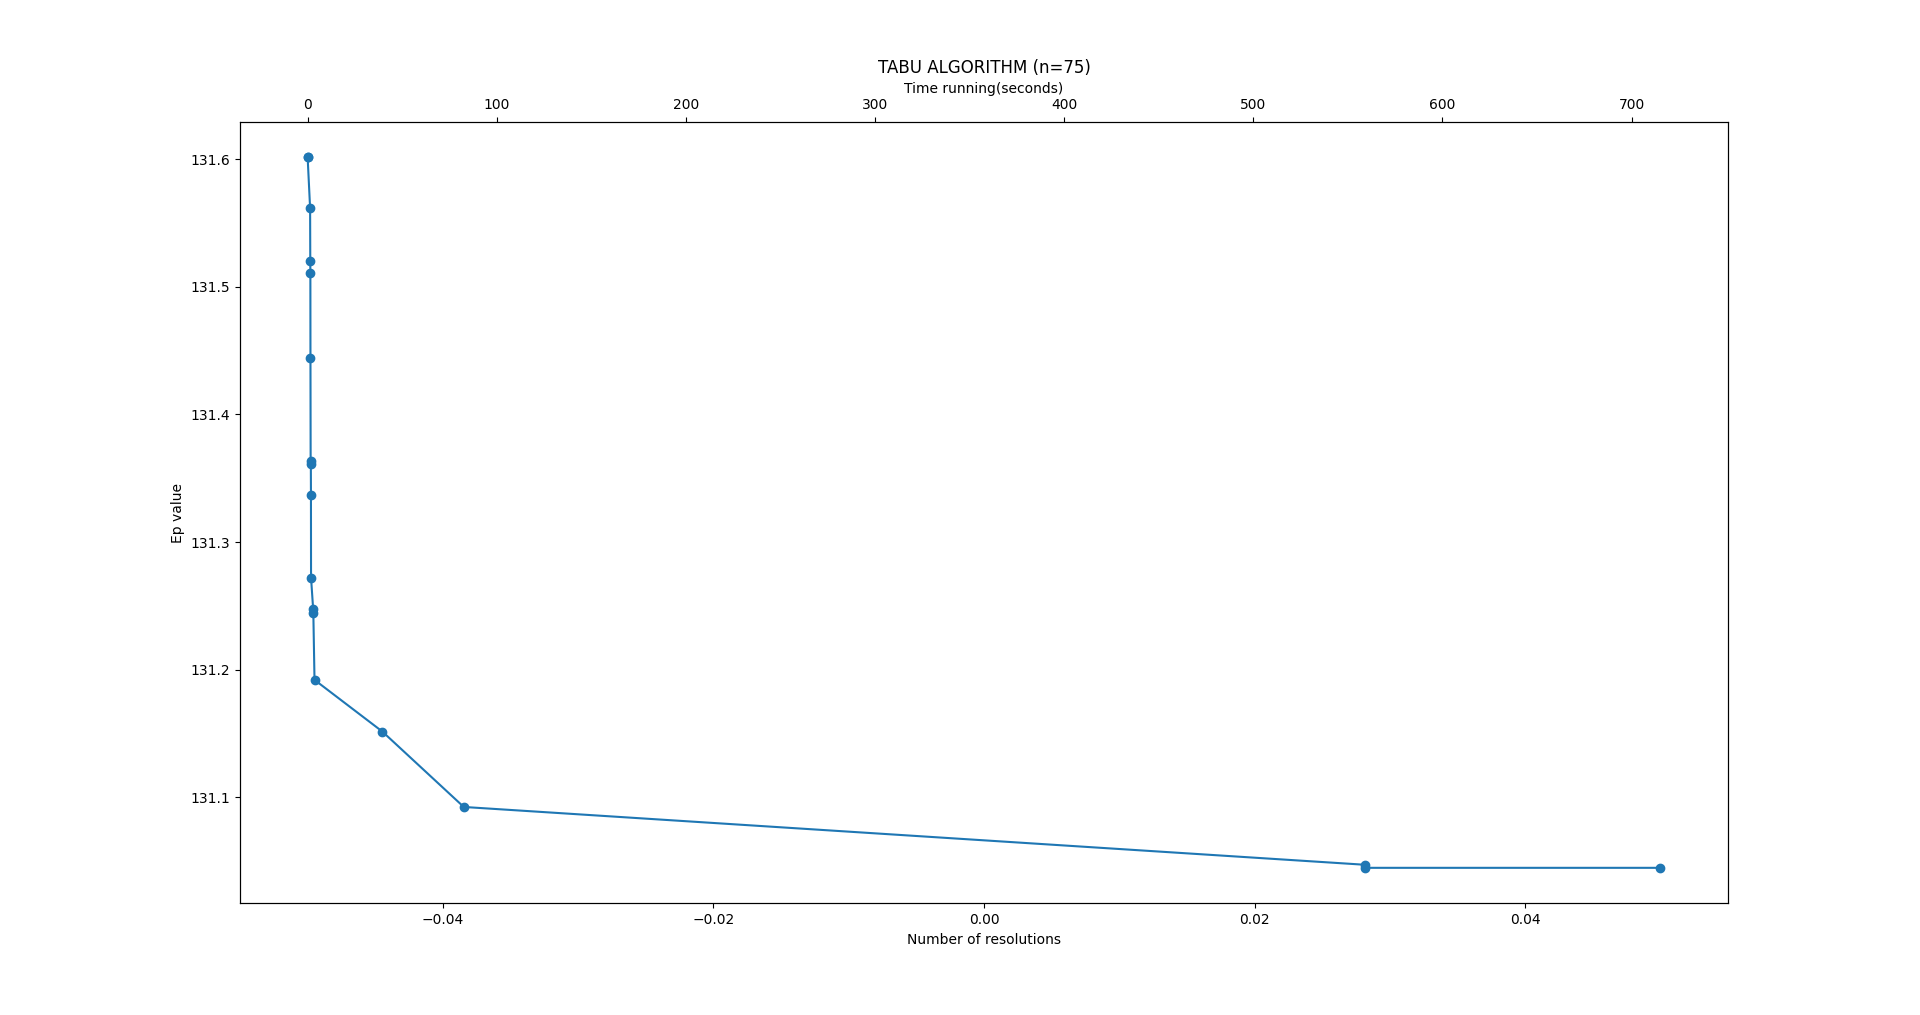 TABU ALGORITHM (n=75)
Time running(seconds)
0 100 200 300 400 500 600 700
131.6
131.5
131.4
131.3
131.2
131.1
Ep value
−0.04 −0.02 0.00 0.02 0.04
Number of resolutions